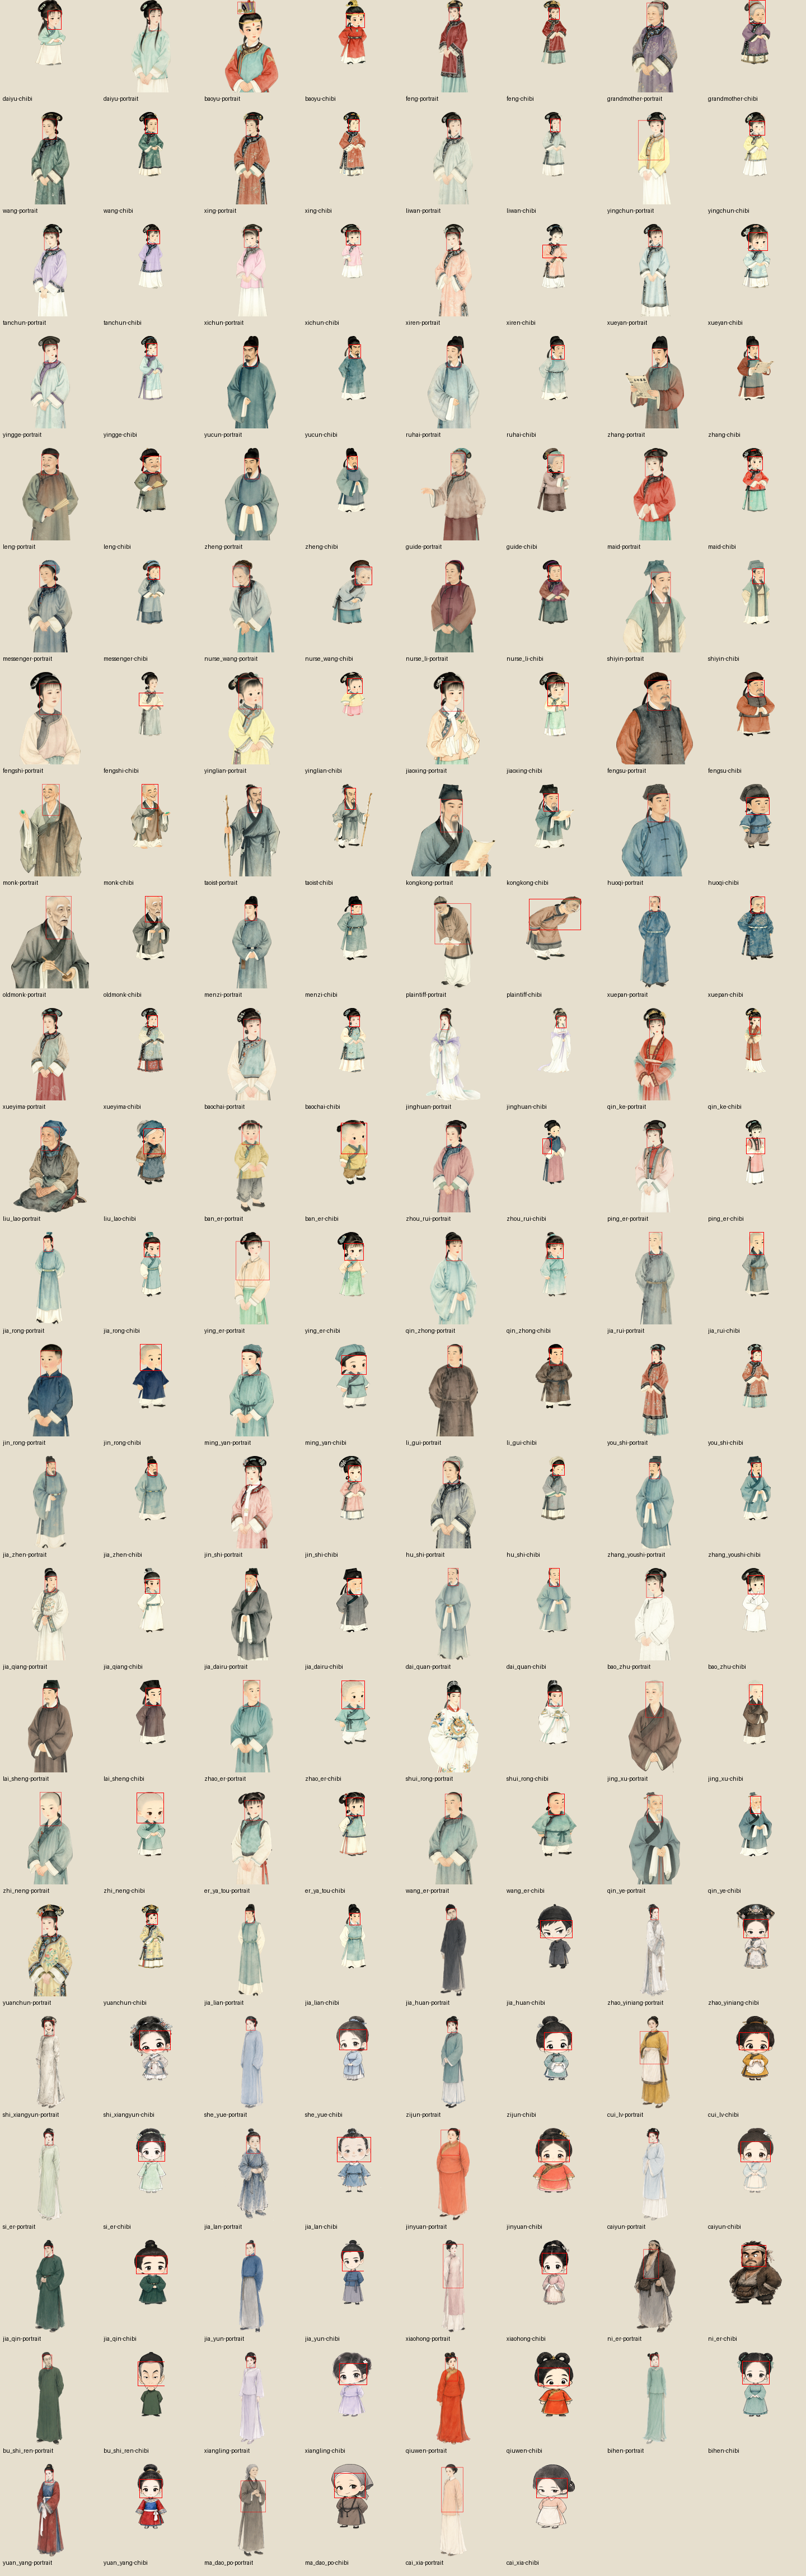 daiyu-chibi daiyu-portrait baoyu-portrait baoyu-chibi feng-portrait feng-chibi grandmother-portrait grandmother-chibi
wang-portrait wang-chibi xing-portrait xing-chibi liwan-portrait liwan-chibi yingchun-portrait yingchun-chibi
tanchun-portrait tanchun-chibi xichun-portrait xichun-chibi xiren-portrait xiren-chibi xueyan-portrait xueyan-chibi
yingge-portrait yingge-chibi yucun-portrait yucun-chibi ruhai-portrait ruhai-chibi zhang-portrait zhang-chibi
leng-portrait leng-chibi zheng-portrait zheng-chibi guide-portrait guide-chibi maid-portrait maid-chibi
messenger-portrait messenger-chibi nurse_wang-portrait nurse_wang-chibi nurse_li-portrait nurse_li-chibi shiyin-portrait shiyin-chibi
fengshi-portrait fengshi-chibi yinglian-portrait yinglian-chibi jiaoxing-portrait jiaoxing-chibi fengsu-portrait fengsu-chibi
monk-portrait monk-chibi taoist-portrait taoist-chibi kongkong-portrait kongkong-chibi huoqi-portrait huoqi-chibi
oldmonk-portrait oldmonk-chibi menzi-portrait menzi-chibi plaintiff-portrait plaintiff-chibi xuepan-portrait xuepan-chibi
xueyima-portrait xueyima-chibi baochai-portrait baochai-chibi jinghuan-portrait jinghuan-chibi qin_ke-portrait qin_ke-chibi
liu_lao-portrait liu_lao-chibi ban_er-portrait ban_er-chibi zhou_rui-portrait zhou_rui-chibi ping_er-portrait ping_er-chibi
jia_rong-portrait jia_rong-chibi ying_er-portrait ying_er-chibi qin_zhong-portrait qin_zhong-chibi jia_rui-portrait jia_rui-chibi
jin_rong-portrait jin_rong-chibi ming_yan-portrait ming_yan-chibi li_gui-portrait li_gui-chibi you_shi-portrait you_shi-chibi
jia_zhen-portrait jia_zhen-chibi jin_shi-portrait jin_shi-chibi hu_shi-portrait hu_shi-chibi zhang_youshi-portrait zhang_youshi-chibi
jia_qiang-portrait jia_qiang-chibi jia_dairu-portrait jia_dairu-chibi dai_quan-portrait dai_quan-chibi bao_zhu-portrait bao_zhu-chibi
lai_sheng-portrait lai_sheng-chibi zhao_er-portrait zhao_er-chibi shui_rong-portrait shui_rong-chibi jing_xu-portrait jing_xu-chibi
zhi_neng-portrait zhi_neng-chibi er_ya_tou-portrait er_ya_tou-chibi wang_er-portrait wang_er-chibi qin_ye-portrait qin_ye-chibi
yuanchun-portrait yuanchun-chibi jia_lian-portrait jia_lian-chibi jia_huan-portrait jia_huan-chibi zhao_yiniang-portrait zhao_yiniang-chibi
shi_xiangyun-portrait shi_xiangyun-chibi she_yue-portrait she_yue-chibi zijun-portrait zijun-chibi cui_lv-portrait cui_lv-chibi
si_er-portrait si_er-chibi jia_lan-portrait jia_lan-chibi jinyuan-portrait jinyuan-chibi caiyun-portrait caiyun-chibi
jia_qin-portrait jia_qin-chibi jia_yun-portrait jia_yun-chibi xiaohong-portrait xiaohong-chibi ni_er-portrait ni_er-chibi
bu_shi_ren-portrait bu_shi_ren-chibi xiangling-portrait xiangling-chibi qiuwen-portrait qiuwen-chibi bihen-portrait bihen-chibi
yuan_yang-portrait yuan_yang-chibi ma_dao_po-portrait ma_dao_po-chibi cai_xia-portrait cai_xia-chibi